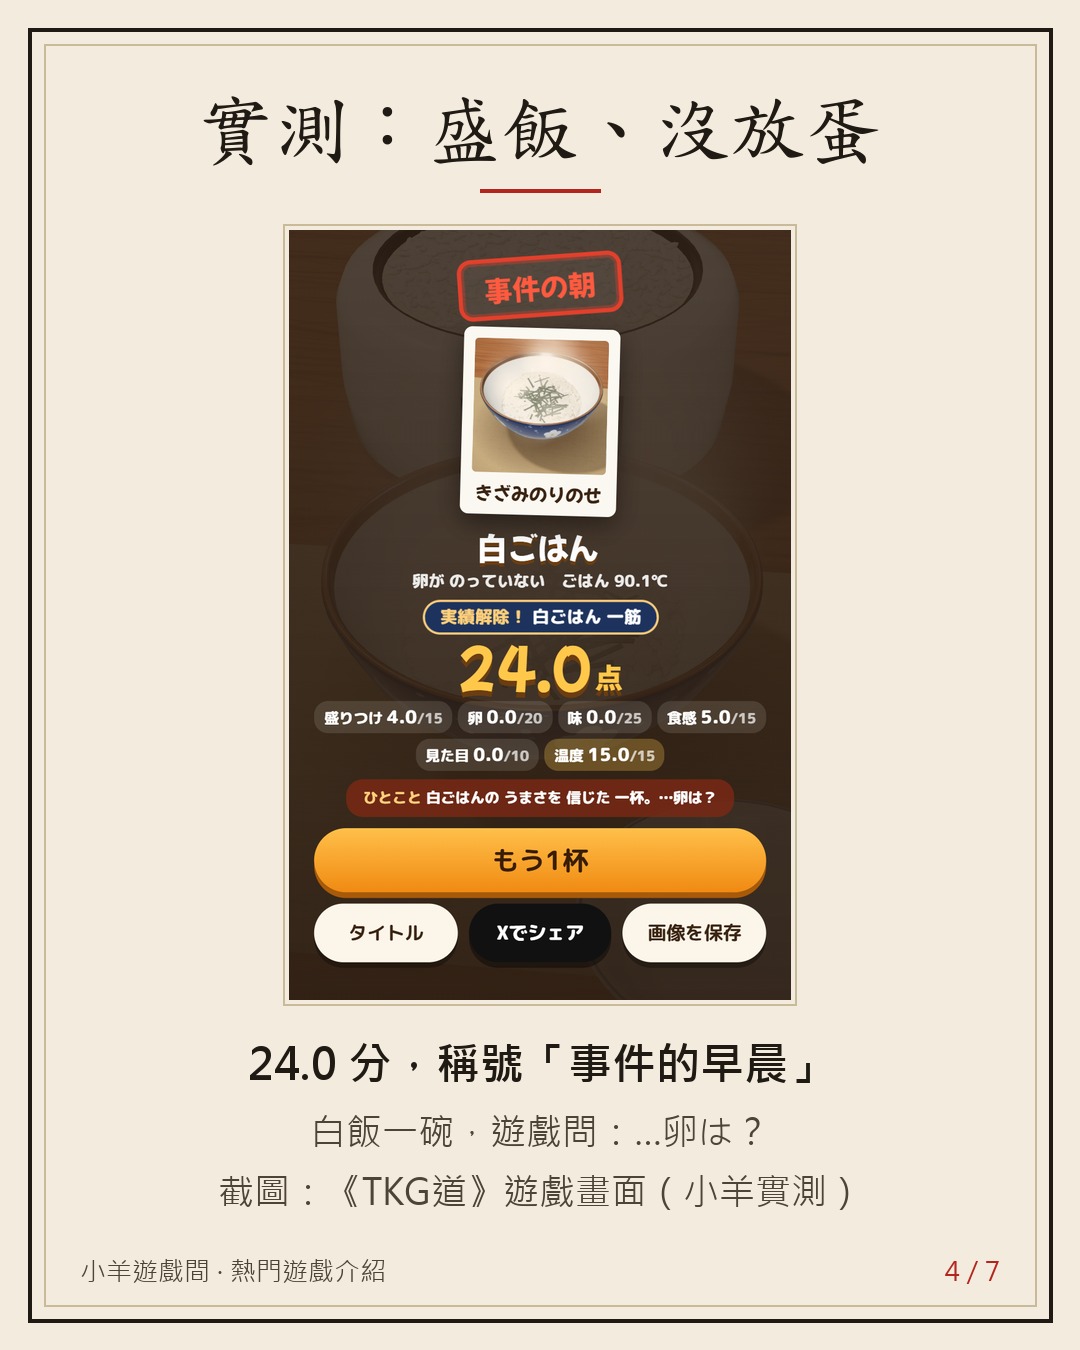 實測：盛飯、沒放蛋
事件の朝
きざみのりのせ
白ごはん
卵が のっていない　ごはん 90.1℃
実績解除！ 白ごはん 一筋
24.0点
盛りつけ 4.0/15 卵 0.0/20 味 0.0/25 食感 5.0/15
見た目 0.0/10 温度 15.0/15
ひとこと 白ごはんの うまさを 信じた 一杯。…卵は？
もう1杯
タイトル Xでシェア 画像を保存
24.0 分，稱號「事件的早晨」
白飯一碗，遊戲問：…卵は？
截圖：《TKG道》遊戲畫面（小羊實測）
小羊遊戲間 · 熱門遊戲介紹
4 / 7